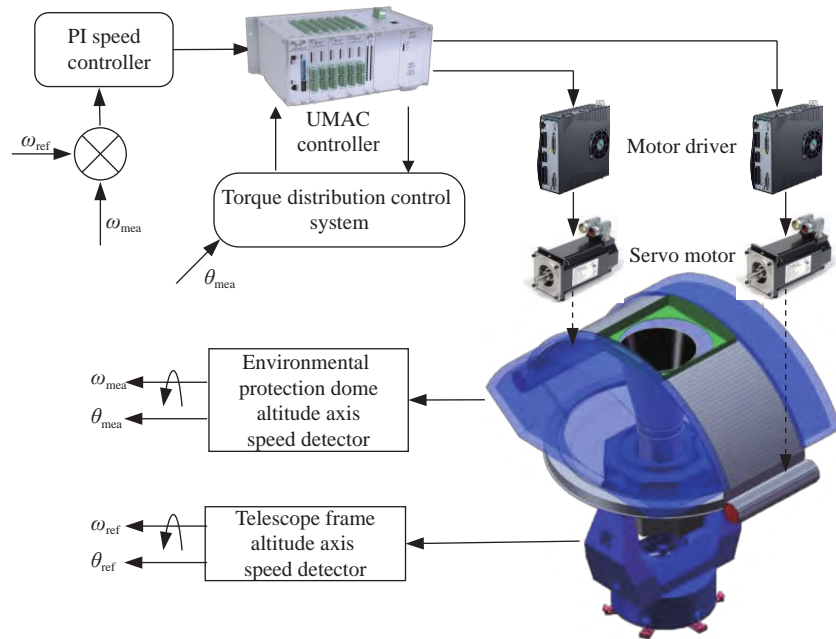 PI speed
controller
UMAC
controller
ω_ref
ω_mea
Torque distribution control
system
θ_mea
Motor driver
Servo motor
Environmental
protection dome
altitude axis
speed detector
ω_mea
θ_mea
Telescope frame
altitude axis
speed detector
ω_ref
θ_ref